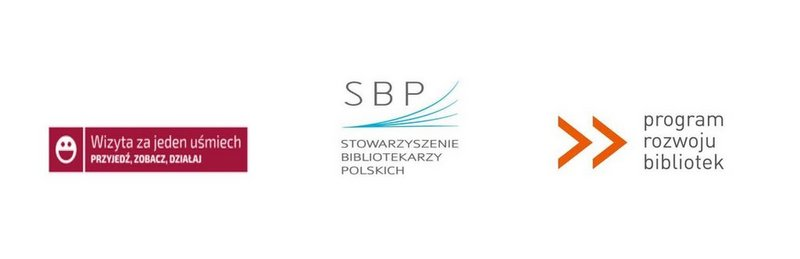 Wizyta za jeden uśmiech
PRZYJEDŹ, ZOBACZ, DZIAŁAJ
SBP
STOWARZYSZENIE
BIBLIOTEKARZY
POLSKICH
program
rozwoju
bibliotek